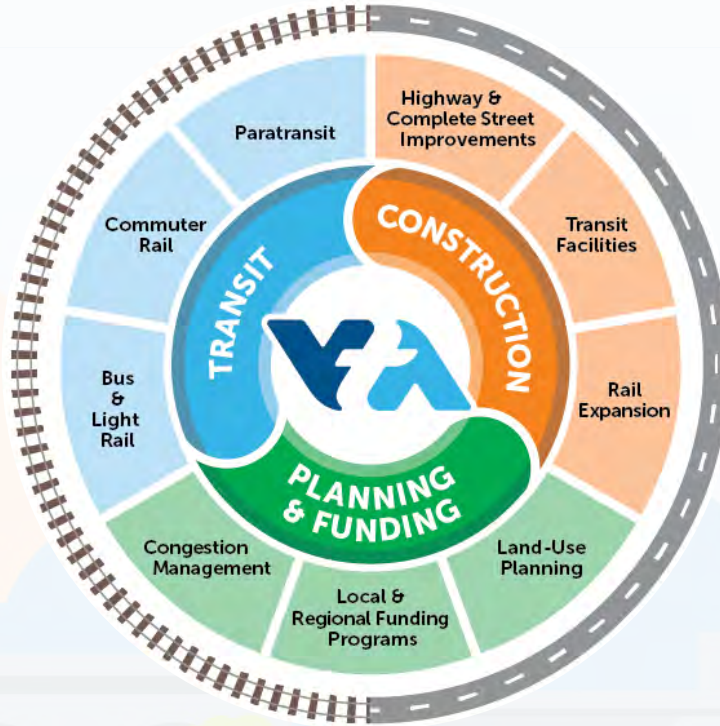 Paratransit
Highway &
Complete Street
Improvements
Commuter
Rail
Transit
Facilities
TRANSIT
CONSTRUCTION
VTA
Bus
&
Light
Rail
Rail
Expansion
PLANNING
& FUNDING
Congestion
Management
Local &
Regional Funding
Programs
Land-Use
Planning